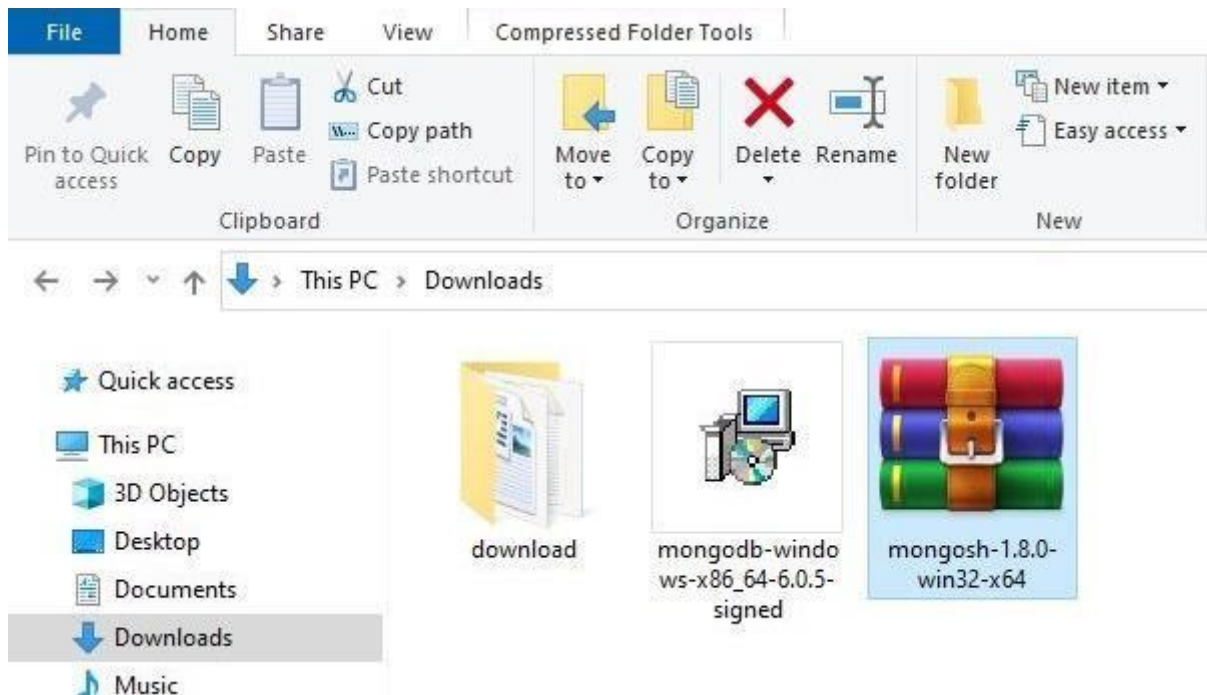 File Home Share View Compressed Folder Tools
Pin to Quick access
Copy
Paste
Cut
Copy path
Paste shortcut
Move to
Copy to
Delete
Rename
New folder
New item
Easy access
Clipboard
Organize
New
This PC > Downloads
Quick access
This PC
3D Objects
Desktop
Documents
Downloads
Music
download
mongodb-windo
ws-x86_64-6.0.5-
signed
mongosh-1.8.0-
win32-x64